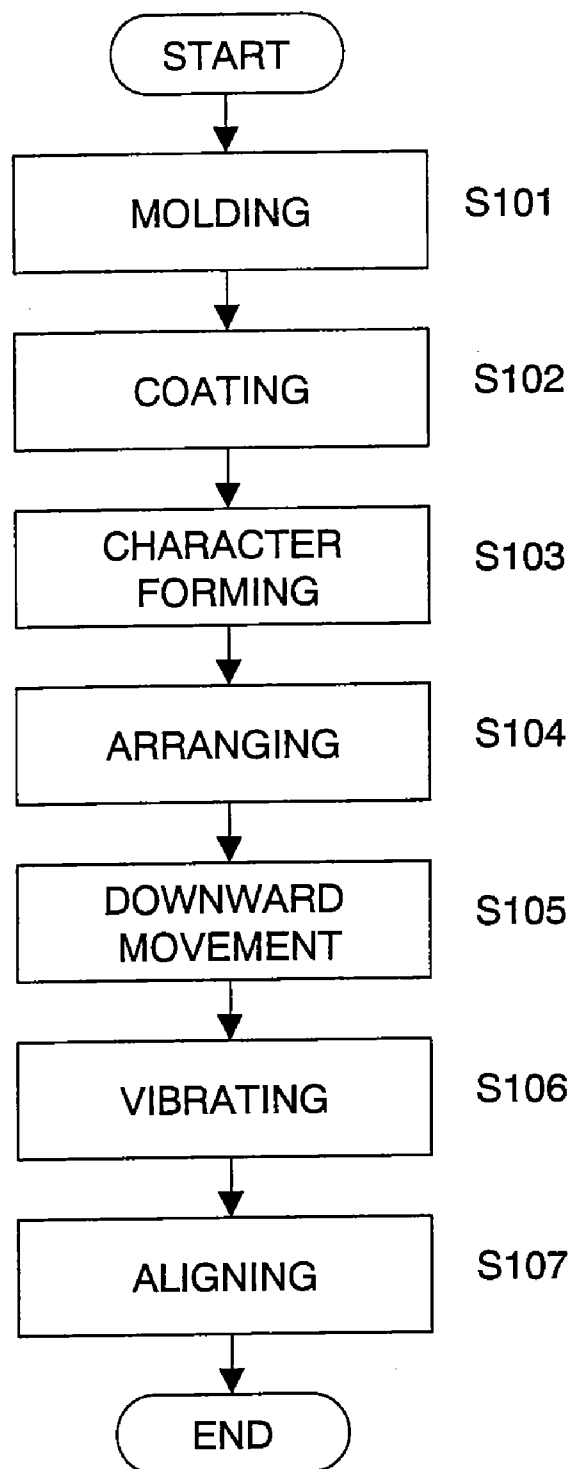 START
MOLDING
S101
COATING
S102
CHARACTER
FORMING
S103
ARRANGING
S104
DOWNWARD
MOVEMENT
S105
VIBRATING
S106
ALIGNING
S107
END